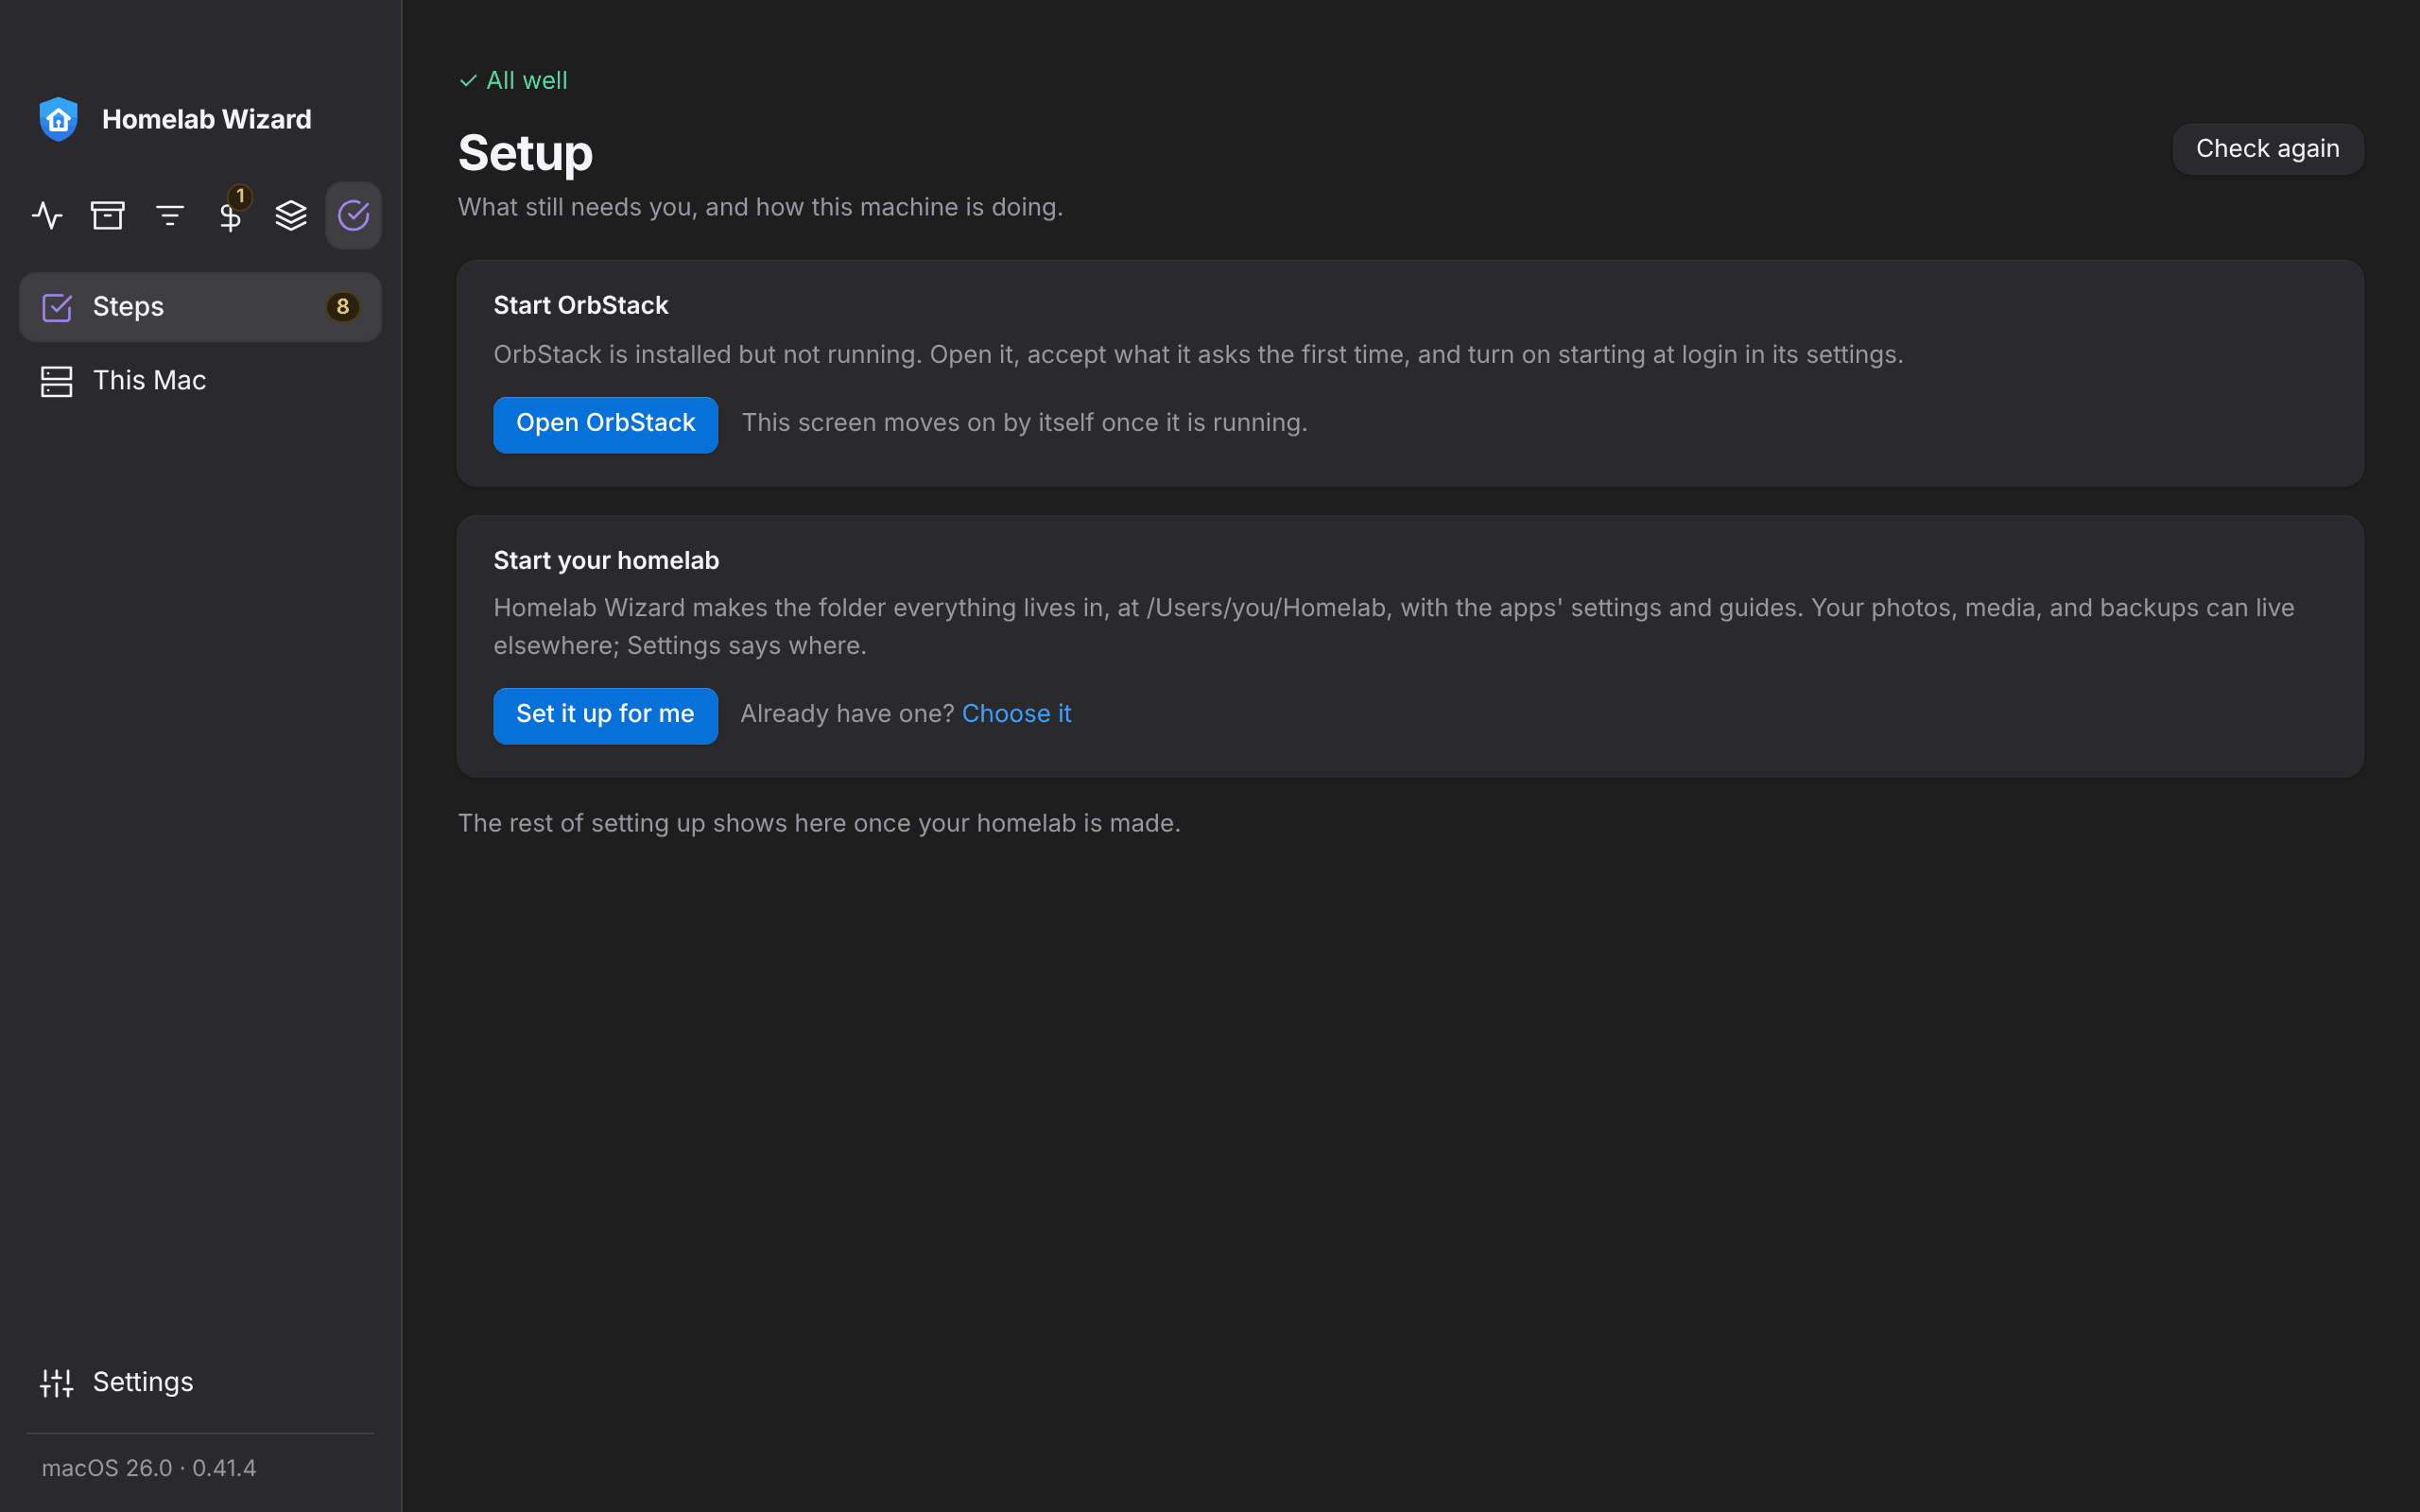 Homelab Wizard
1
Steps 8
This Mac
Settings
macOS 26.0 · 0.41.4
All well
Setup
Check again
What still needs you, and how this machine is doing.
Start OrbStack
OrbStack is installed but not running. Open it, accept what it asks the first time, and turn on starting at login in its settings.
Open OrbStack This screen moves on by itself once it is running.
Start your homelab
Homelab Wizard makes the folder everything lives in, at /Users/you/Homelab, with the apps' settings and guides. Your photos, media, and backups can live
elsewhere; Settings says where.
Set it up for me Already have one? Choose it
The rest of setting up shows here once your homelab is made.